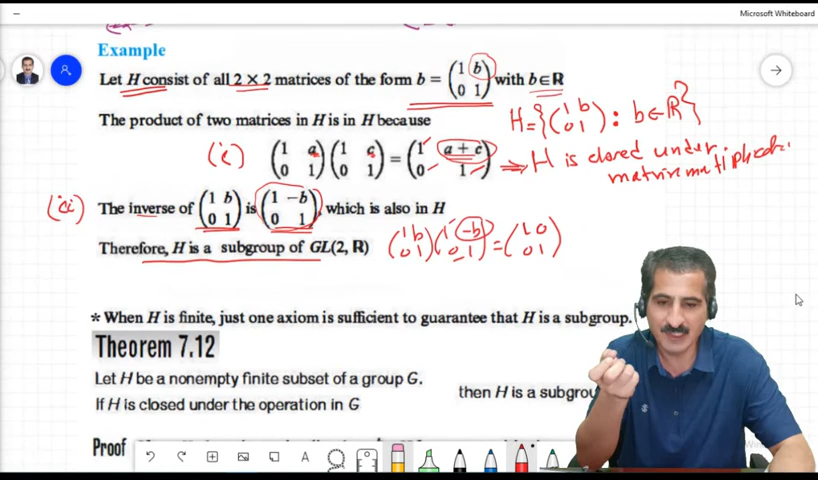 Microsoft Whiteboard
Example
Let H consist of all 2 × 2 matrices of the form b = (1 b 0 1) with b∈R
H = {(1 b 0 1) : b∈R}
The product of two matrices in H is in H because
(i) (1 a 0 1)(1 c 0 1) = (1 a + c 0 1) ⇒ H is closed under
matrix
(ii) The inverse of (1 b 0 1) is (1 −b 0 1), which is also in H
Therefore, H is a subgroup of GL(2, R)
(1 b 0 1)(1 −b 0 1) = (1 0 0 1)
* When H is finite, just one axiom is sufficient to guarantee that H is a subgroup.
Theorem 7.12
Let H be a nonempty finite subset of a group G.
If H is closed under the operation in G then H is a
Proof